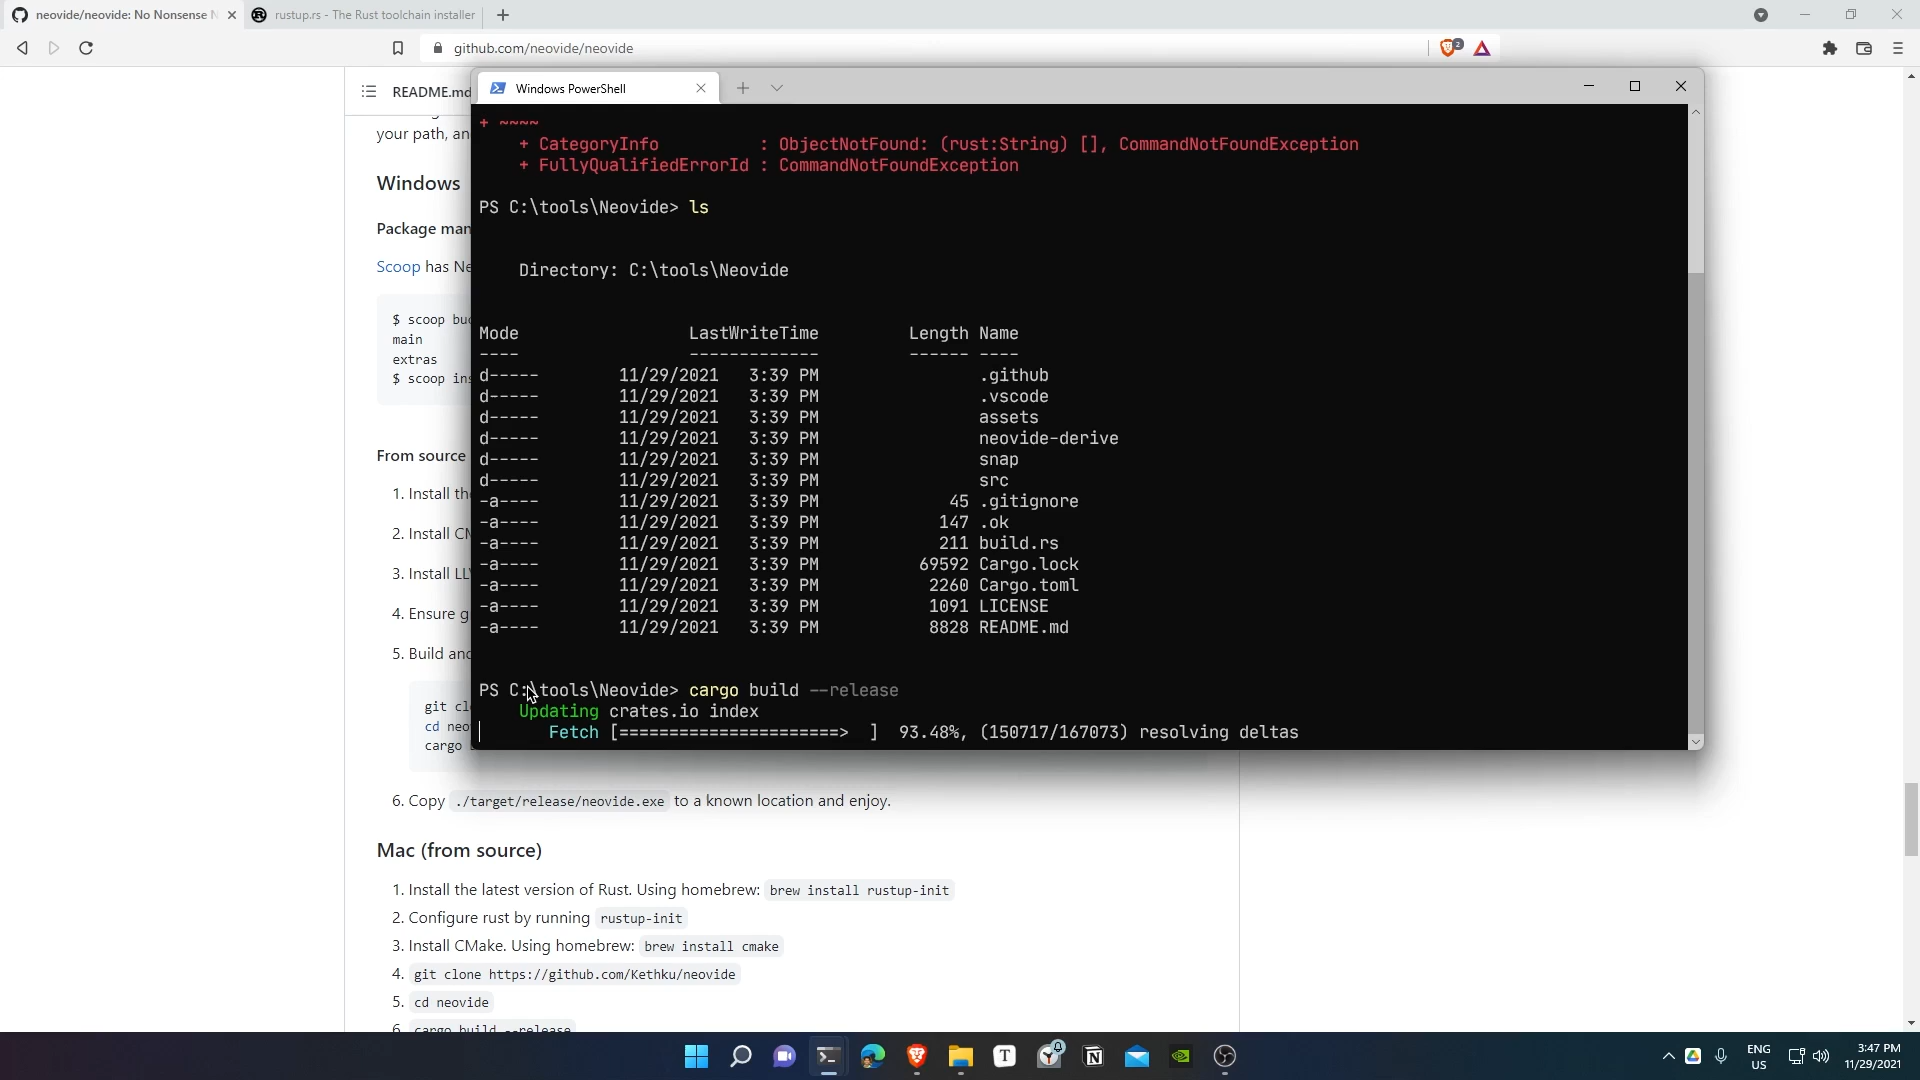 neovide/neovide: No Nonsense N
rustup.rs - The Rust toolchain installer
github.com/neovide/neovide
2
README.md
your path, an
Windows
Package man
Scoop has Ne
$ scoop buc
main
extras
$ scoop ins
From source
1. Install the
2. Install CM
3. Install LL
4. Ensure g
5. Build and
git cl
cd neo
cargo
6. Copy ./target/release/neovide.exe to a known location and enjoy.
Mac (from source)
1. Install the latest version of Rust. Using homebrew: brew install rustup-init
2. Configure rust by running rustup-init
3. Install CMake. Using homebrew: brew install cmake
4. git clone https://github.com/Kethku/neovide
5. cd neovide
6. cargo build --release
Windows PowerShell
+ ~~~~
+ CategoryInfo          : ObjectNotFound: (rust:String) [], CommandNotFoundException
+ FullyQualifiedErrorId : CommandNotFoundException
PS C:\tools\Neovide> ls
Directory: C:\tools\Neovide
Mode                 LastWriteTime         Length Name
----                 -------------         ------ ----
d-----        11/29/2021   3:39 PM                .github
d-----        11/29/2021   3:39 PM                .vscode
d-----        11/29/2021   3:39 PM                assets
d-----        11/29/2021   3:39 PM                neovide-derive
d-----        11/29/2021   3:39 PM                snap
d-----        11/29/2021   3:39 PM                src
-a----        11/29/2021   3:39 PM             45 .gitignore
-a----        11/29/2021   3:39 PM            147 .ok
-a----        11/29/2021   3:39 PM            211 build.rs
-a----        11/29/2021   3:39 PM          69592 Cargo.lock
-a----        11/29/2021   3:39 PM           2260 Cargo.toml
-a----        11/29/2021   3:39 PM           1091 LICENSE
-a----        11/29/2021   3:39 PM           8828 README.md
PS C:\tools\Neovide> cargo build --release
Updating crates.io index
Fetch [======================>  ]  93.48%, (150717/167073) resolving deltas
T
ENG
US
3:47 PM
11/29/2021